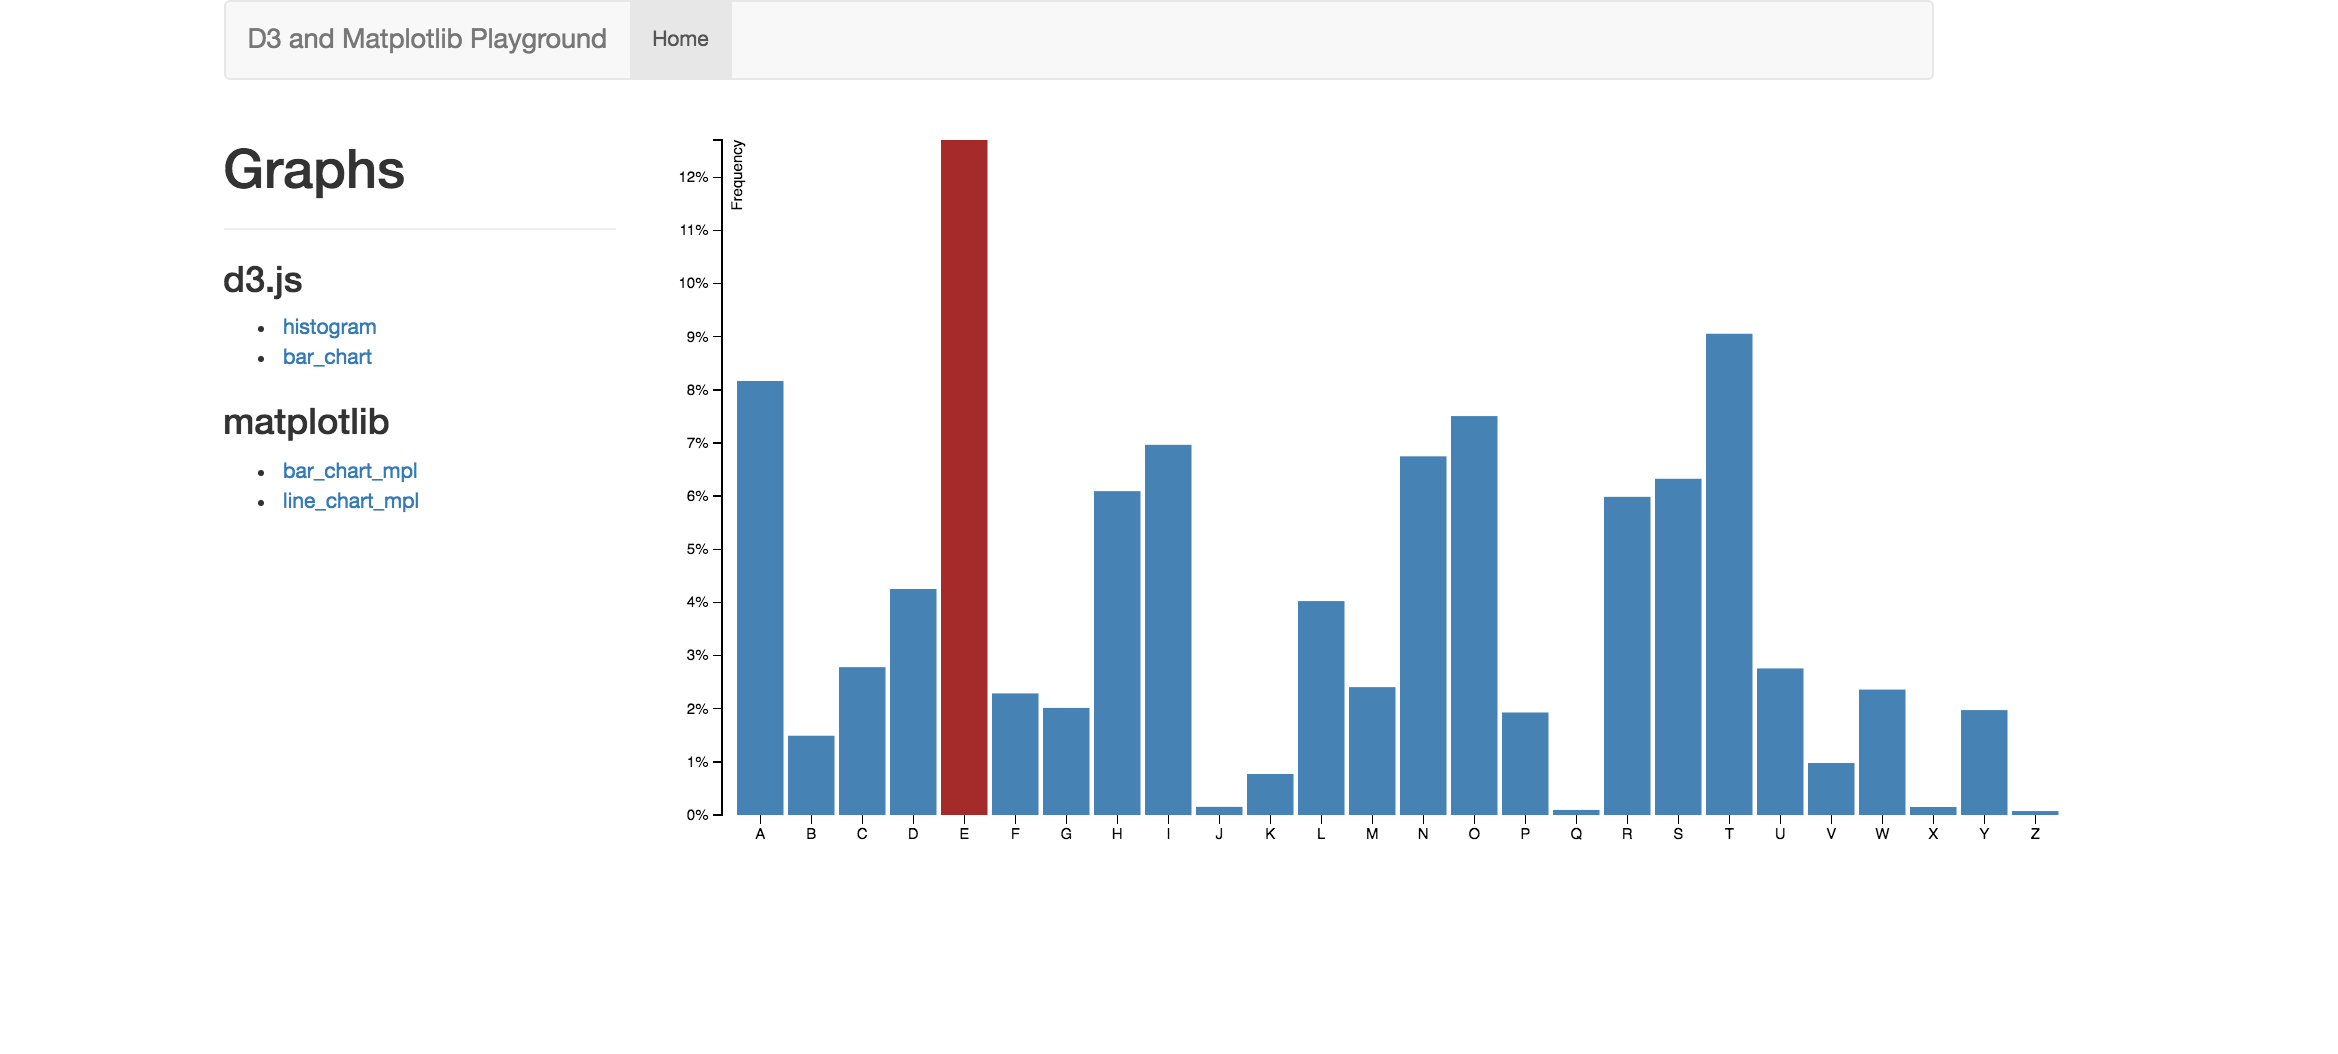 D3 and Matplotlib Playground Home
Graphs
d3.js
histogram
bar_chart
matplotlib
bar_chart_mpl
line_chart_mpl
Frequency
12%
11%
10%
9%
8%
7%
6%
5%
4%
3%
2%
1%
0%
A B C D E F G H I J K L M N O P Q R S T U V W X Y Z